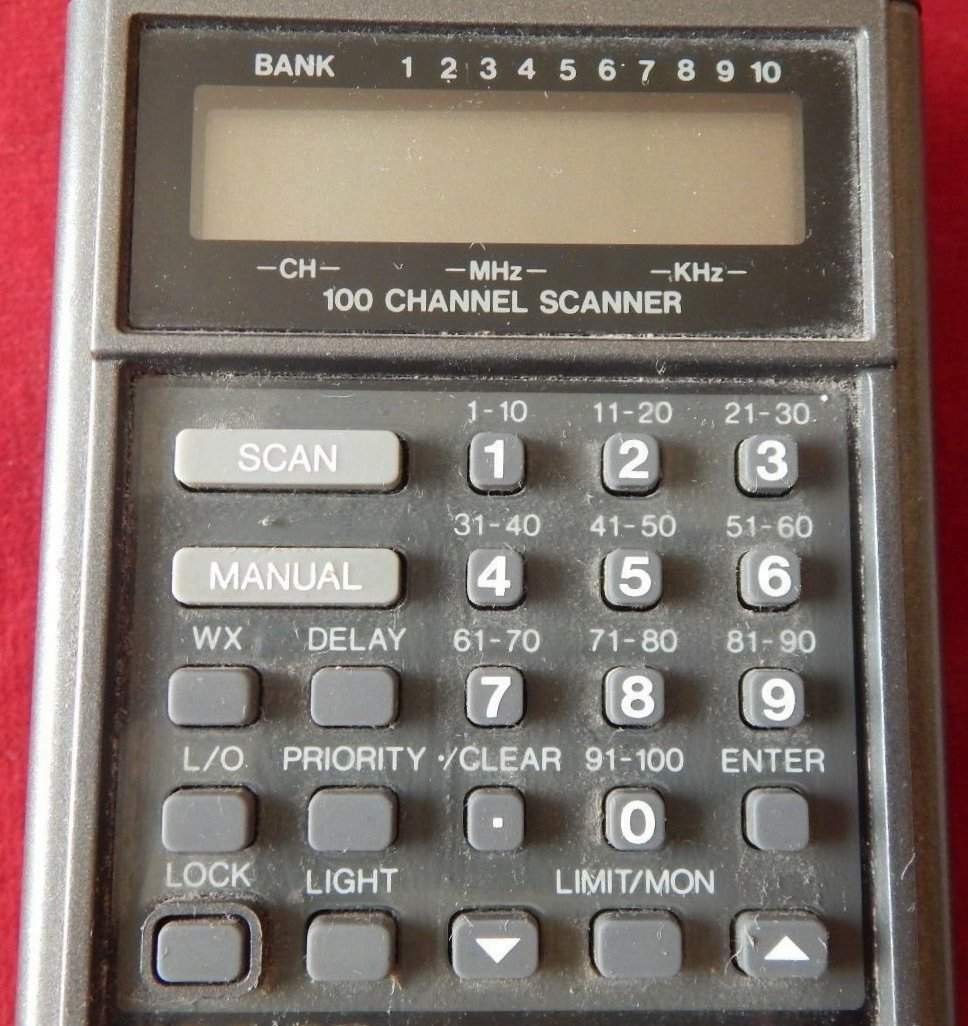 BANK 1 2 3 4 5 6 7 8 9 10
–CH– –MHz– –KHz–
100 CHANNEL SCANNER
1-10 11-20 21-30
SCAN 1 2 3
31-40 41-50 51-60
MANUAL 4 5 6
WX DELAY 61-70 71-80 81-90
7 8 9
L/O PRIORITY ·/CLEAR 91-100 ENTER
. 0
LOCK LIGHT LIMIT/MON
▼ ▲